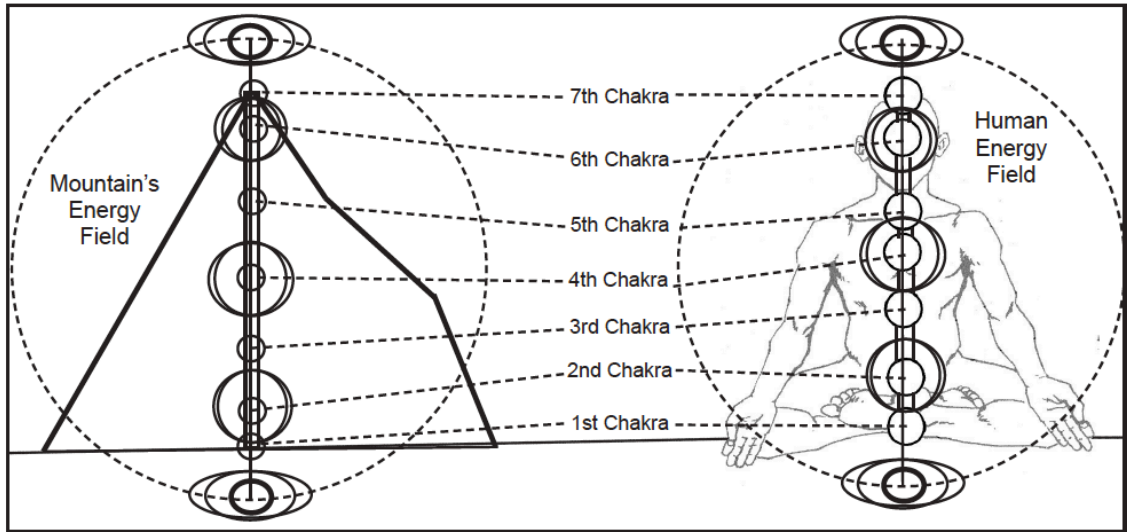 Mountain's
Energy
Field
7th Chakra
6th Chakra
5th Chakra
4th Chakra
3rd Chakra
2nd Chakra
1st Chakra
Human
Energy
Field